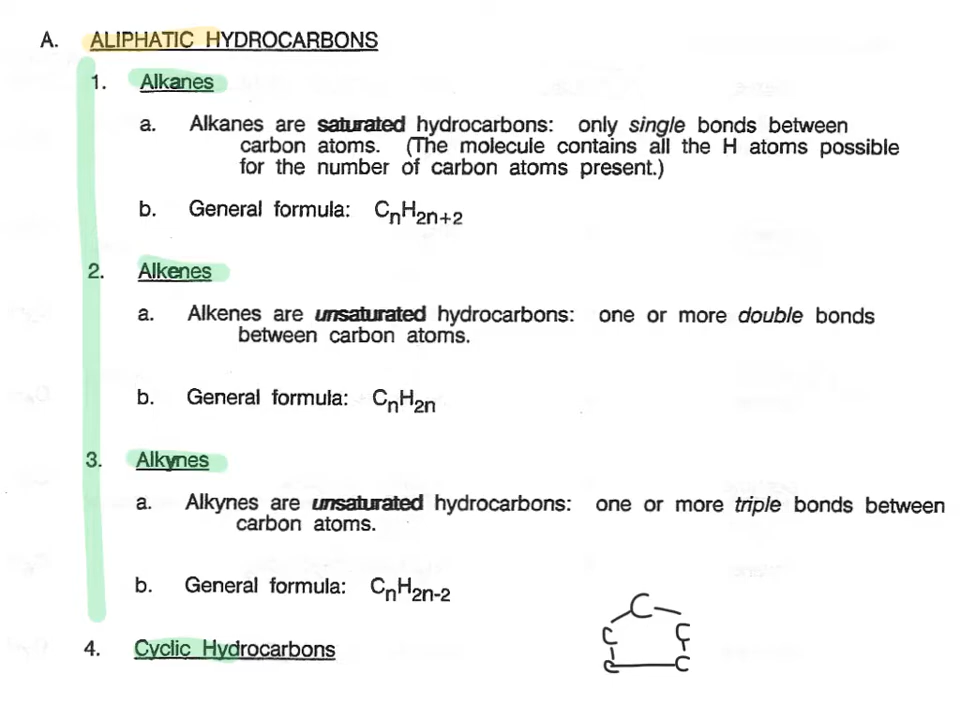 A. ALIPHATIC HYDROCARBONS
1. Alkanes
a. Alkanes are saturated hydrocarbons: only single bonds between
carbon atoms. (The molecule contains all the H atoms possible
for the number of carbon atoms present.)
b. General formula: CnH2n+2
2. Alkenes
a. Alkenes are unsaturated hydrocarbons: one or more double bonds
between carbon atoms.
b. General formula: CnH2n
3. Alkynes
a. Alkynes are unsaturated hydrocarbons: one or more triple bonds between
carbon atoms.
b. General formula: CnH2n-2
4. Cyclic Hydrocarbons
C
C C
C C